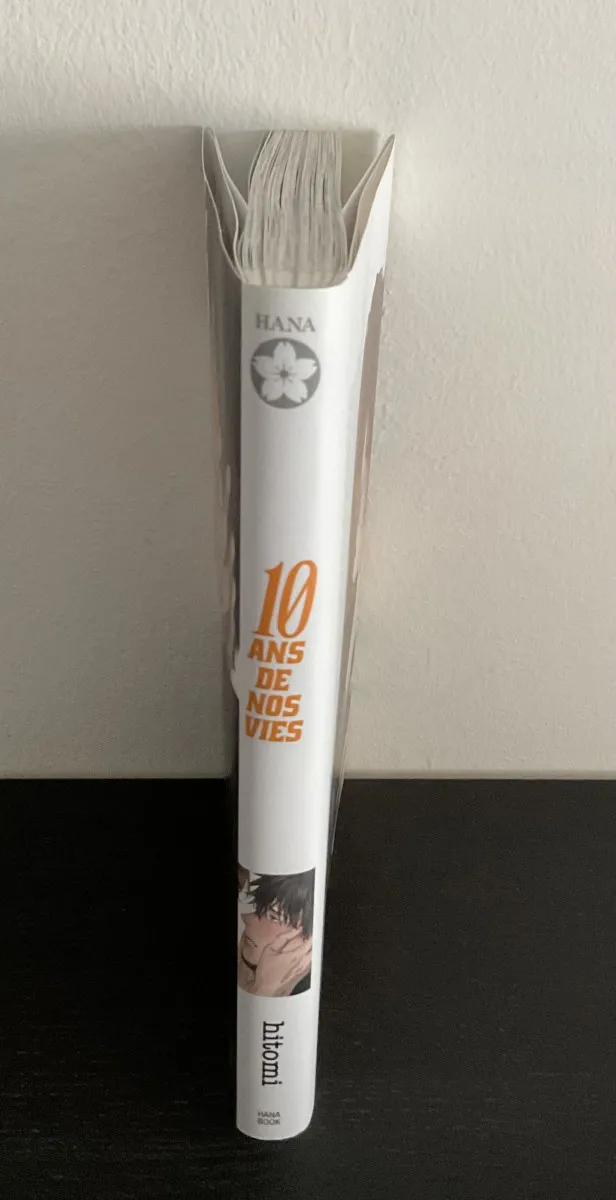 HANA
10
ANS
DE
NOS
VIES
hitomi
HANA
BOOK